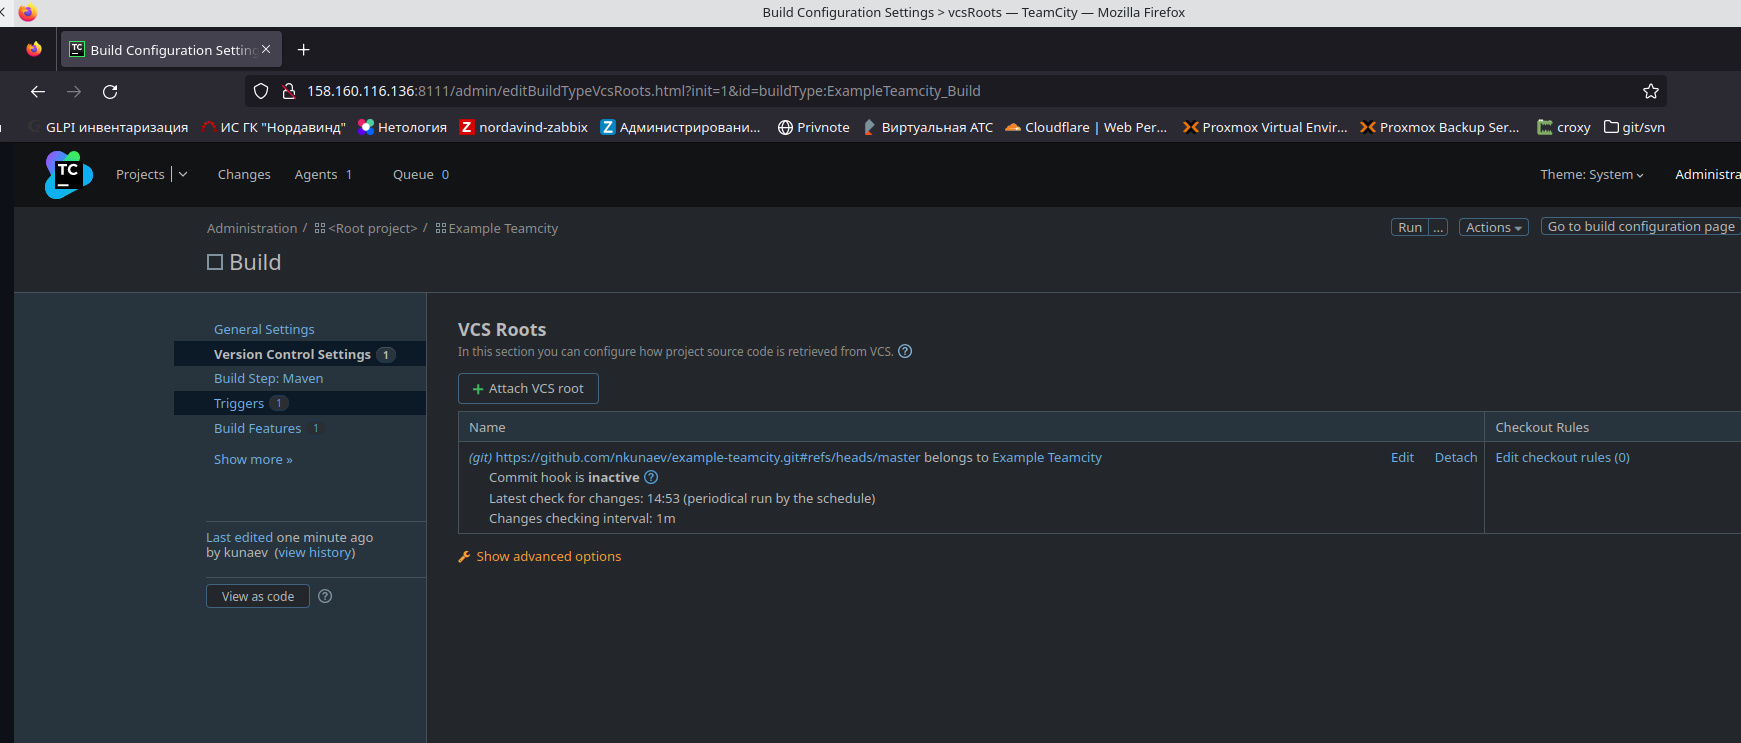 Build Configuration Settings > vcsRoots — TeamCity — Mozilla Firefox
TC Build Configuration Setting
158.160.116.136:8111/admin/editBuildTypeVcsRoots.html?init=1&id=buildType:ExampleTeamcity_Build
GLPI инвентаризация ИС ГК "Нордавинд" Нетология Z nordavind-zabbix Z Администрировани... Privnote Виртуальная АТС Cloudflare | Web Per... Proxmox Virtual Envir... Proxmox Backup Ser... croxy git/svn
TC Projects Changes Agents 1 Queue 0 Theme: System Administra
Administration / <Root project> / Example Teamcity Run ... Actions Go to build configuration page
Build
General Settings
Version Control Settings 1
Build Step: Maven
Triggers 1
Build Features 1
Show more »
Last edited one minute ago
by kunaev (view history)
View as code ?
VCS Roots
In this section you can configure how project source code is retrieved from VCS. ?
+ Attach VCS root
Name Checkout Rules
(git) https://github.com/nkunaev/example-teamcity.git#refs/heads/master belongs to Example Teamcity Edit Detach Edit checkout rules (0)
Commit hook is inactive ?
Latest check for changes: 14:53 (periodical run by the schedule)
Changes checking interval: 1m
Show advanced options